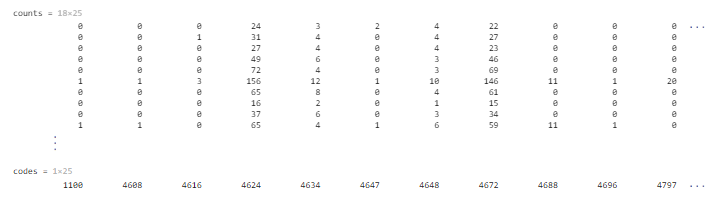 counts = 18×25
0 0 0 24 3 2 4 22 0 0 0 ...
0 0 1 31 4 0 4 27 0 0 0
0 0 0 27 4 0 4 23 0 0 0
0 0 0 49 6 0 3 46 0 0 0
0 0 0 72 4 0 3 69 0 0 0
1 1 3 156 12 1 10 146 11 1 20
0 0 0 65 8 0 4 61 0 0 0
0 0 0 16 2 0 1 15 0 0 0
0 0 0 37 6 0 3 34 0 0 0
1 1 0 65 4 1 6 59 11 1 0
⋮
codes = 1×25
1100 4608 4616 4624 4634 4647 4648 4672 4688 4696 4797 ...